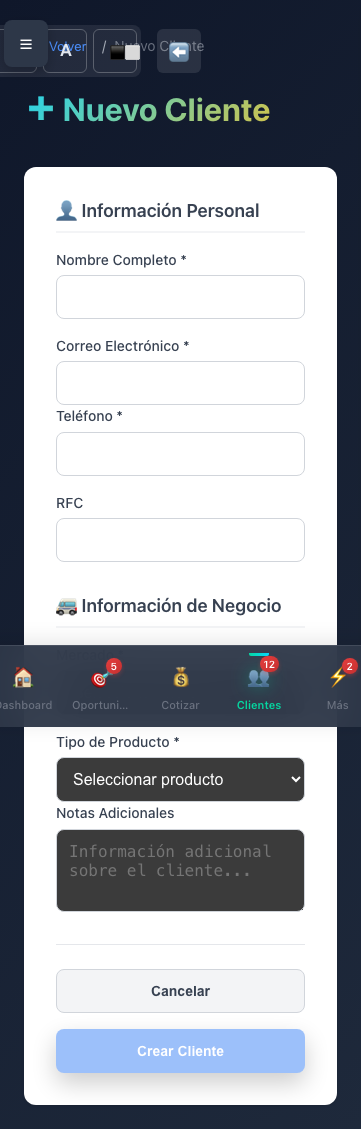 ☰ Volver A / Nuevo Cliente
➕ Nuevo Cliente
Información Personal
Nombre Completo *
Correo Electrónico *
Teléfono *
RFC
Información de Negocio
5
12
2
Dashboard
Oportuni...
Cotizar
Clientes
Más
Tipo de Producto *
Seleccionar producto
Notas Adicionales
Información adicional
sobre el cliente...
Cancelar
Crear Cliente